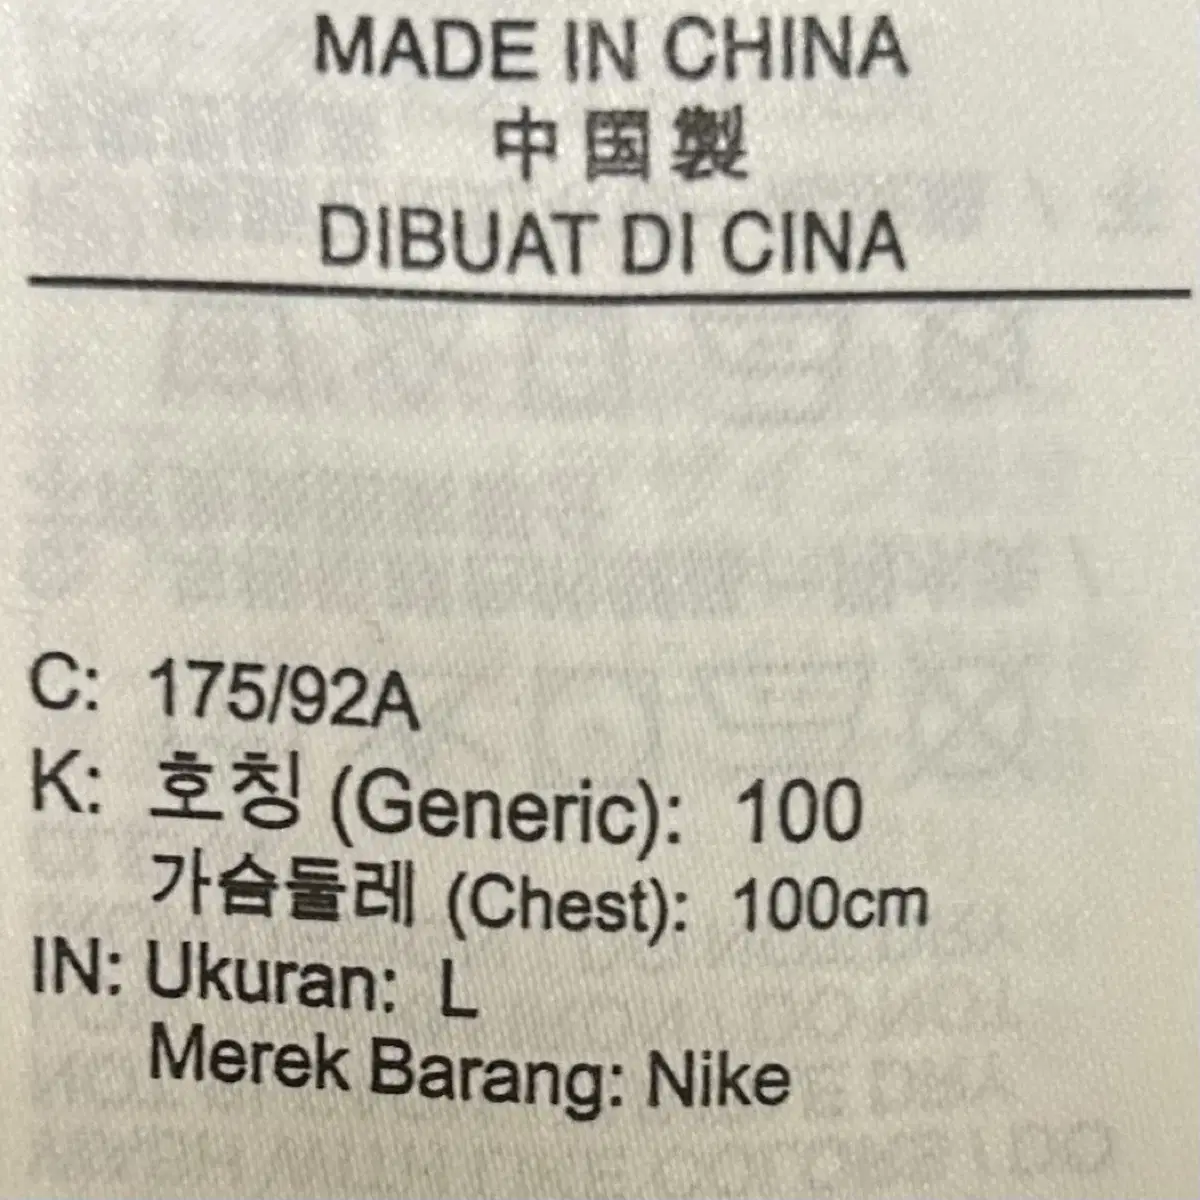 MADE IN CHINA
中国製
DIBUAT DI CINA
C: 175/92A
K: 호칭 (Generic): 100
가슴둘레 (Chest): 100cm
IN: Ukuran: L
Merek Barang: Nike